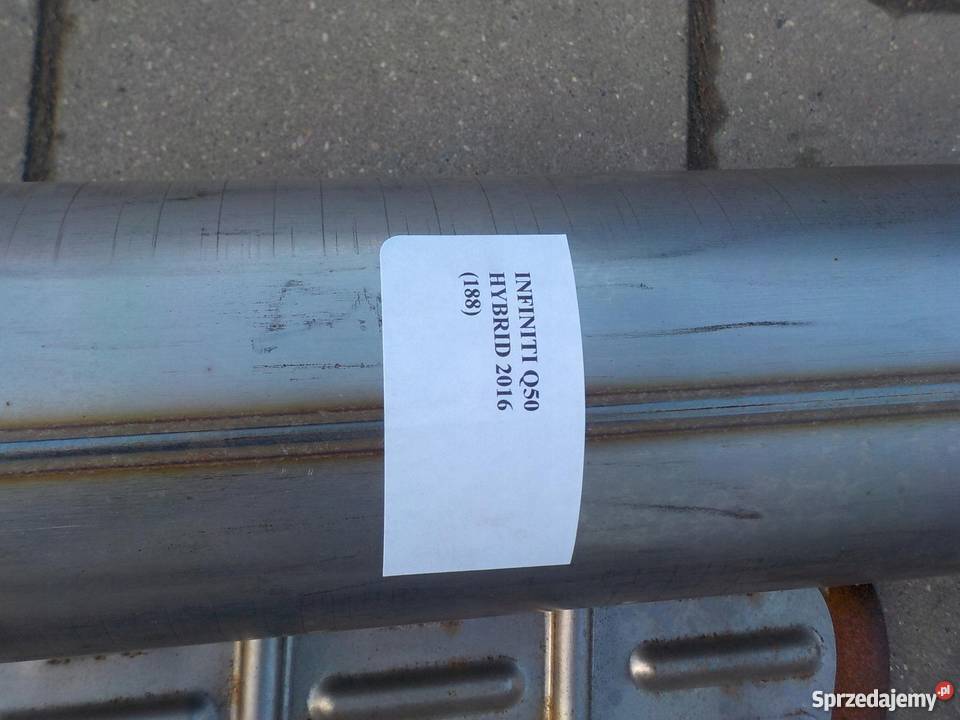 INFINITI Q50
HYBRID 2016
(188)
Sprzedajemy.pl